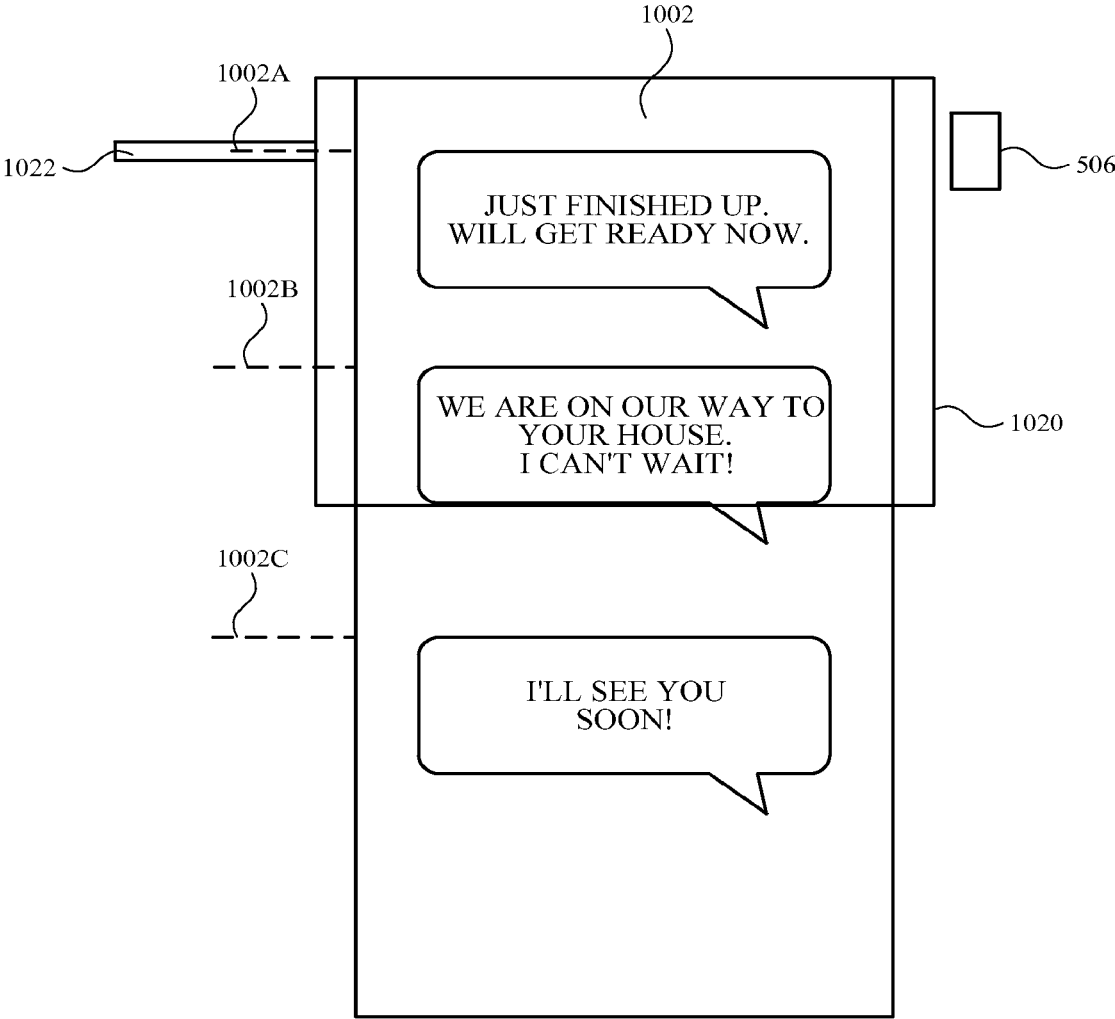 1002
1002A
1022
506
JUST FINISHED UP.
WILL GET READY NOW.
1002B
WE ARE ON OUR WAY TO
YOUR HOUSE.
I CAN'T WAIT!
1020
1002C
I'LL SEE YOU
SOON!